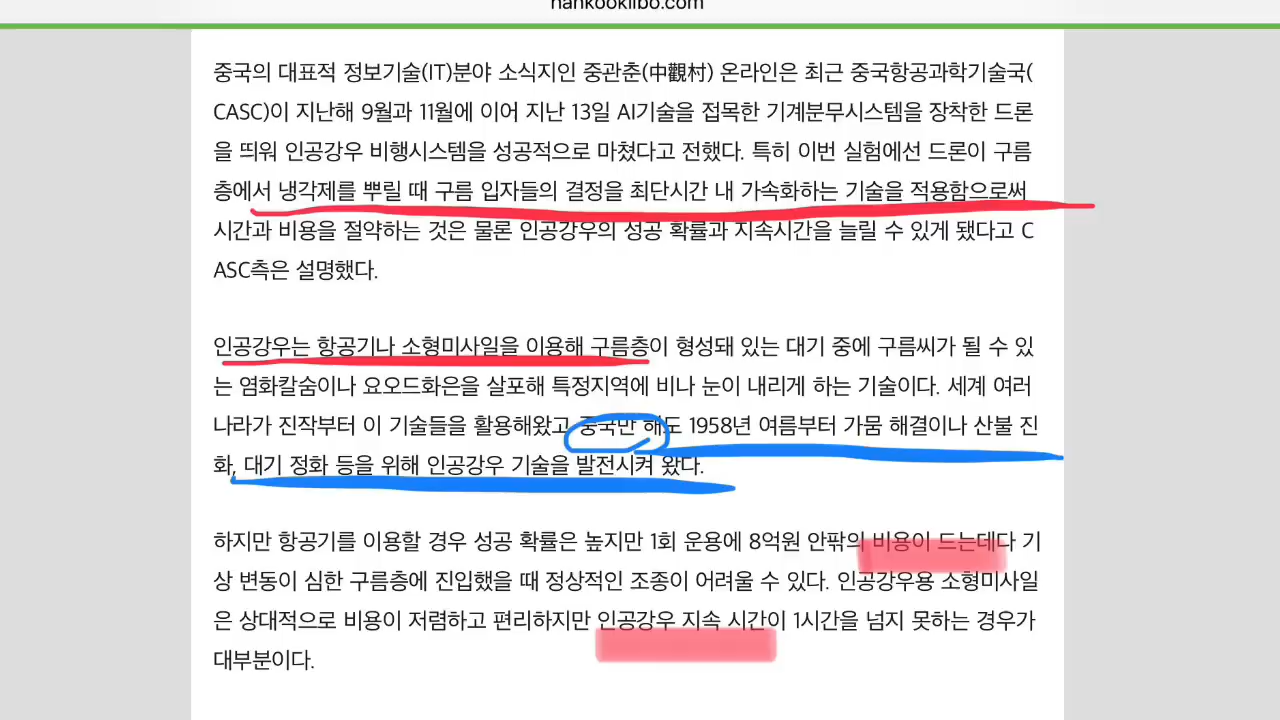 hankookilbo.com
중국의 대표적 정보기술(IT)분야 소식지인 중관춘(中觀村) 온라인은 최근 중국항공과학기술국(
CASC)이 지난해 9월과 11월에 이어 지난 13일 AI기술을 접목한 기계분무시스템을 장착한 드론
을 띄워 인공강우 비행시스템을 성공적으로 마쳤다고 전했다. 특히 이번 실험에선 드론이 구름
층에서 냉각제를 뿌릴 때 구름 입자들의 결정을 최단시간 내 가속화하는 기술을 적용함으로써
시간과 비용을 절약하는 것은 물론 인공강우의 성공 확률과 지속시간을 늘릴 수 있게 됐다고 C
ASC측은 설명했다.
인공강우는 항공기나 소형미사일을 이용해 구름층이 형성돼 있는 대기 중에 구름씨가 될 수 있
는 염화칼슘이나 요오드화은을 살포해 특정지역에 비나 눈이 내리게 하는 기술이다. 세계 여러
나라가 진작부터 이 기술들을 활용해왔고 중국만 해도 1958년 여름부터 가뭄 해결이나 산불 진
화, 대기 정화 등을 위해 인공강우 기술을 발전시켜 왔다.
하지만 항공기를 이용할 경우 성공 확률은 높지만 1회 운용에 8억원 안팎의 비용이 드는데다 기
상 변동이 심한 구름층에 진입했을 때 정상적인 조종이 어려울 수 있다. 인공강우용 소형미사일
은 상대적으로 비용이 저렴하고 편리하지만 인공강우 지속 시간이 1시간을 넘지 못하는 경우가
대부분이다.